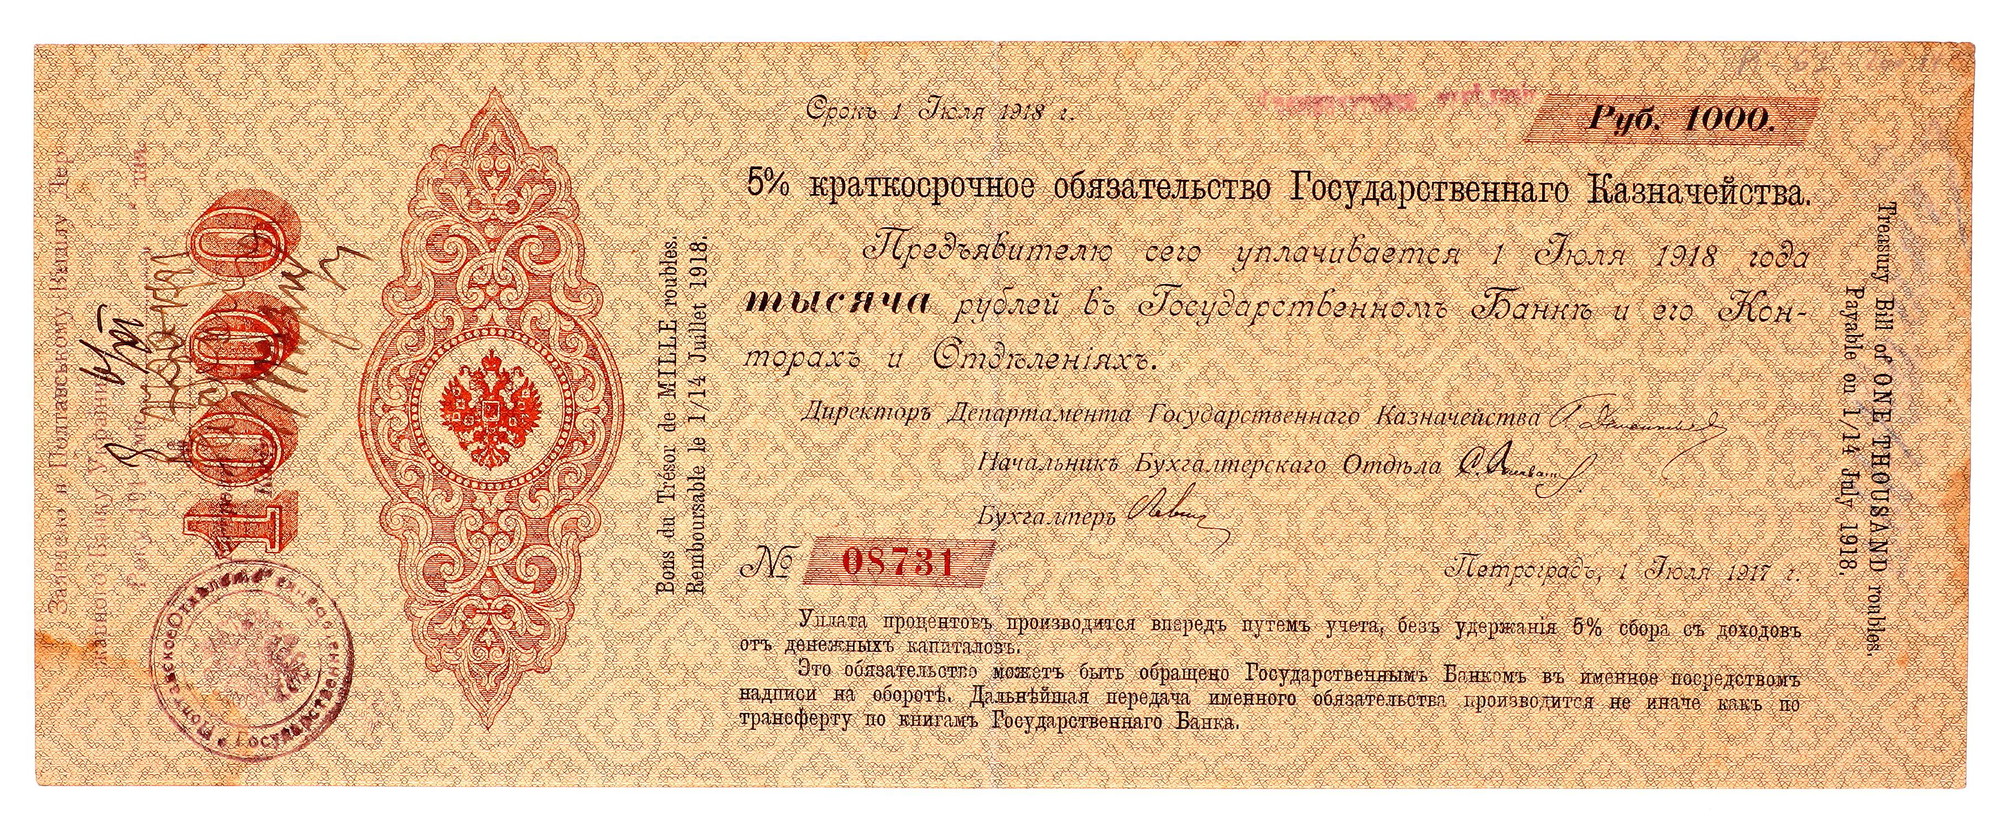 Срокъ 1 Іюля 1918 г.
Руб. 1000.
5% краткосрочное обязательство Государственнаго Казначейства.
Предъявителю сего уплачивается 1 Іюля 1918 года
тысяча рублей въ Государственномъ Банкѣ и его Кон-
торахъ и Отдѣленіяхъ.
Директоръ Департамента Государственнаго Казначейства
Начальникъ Бухгалтерскаго Отдѣла
Бухгалтеръ
№ 08731
Петроградъ, 1 Іюля 1917 г.
Уплата процентовъ производится впередъ путемъ учета, безъ удержанія 5% сбора съ доходовъ
отъ денежныхъ капиталовъ.
Это обязательство можетъ быть обращено Государственнымъ Банкомъ въ именное посредствомъ
надписи на оборотѣ. Дальнѣйшая передача именного обязательства производится не иначе какъ по
трансферту по книгамъ Государственнаго Банка.
Bons du Trésor de MILLE roubles.
Remboursable le 1/14 Juillet 1918.
Treasury Bill of ONE THOUSAND roubles.
Payable on 1/14 July 1918.
1000
Заявлено и Полтавскому
Банку